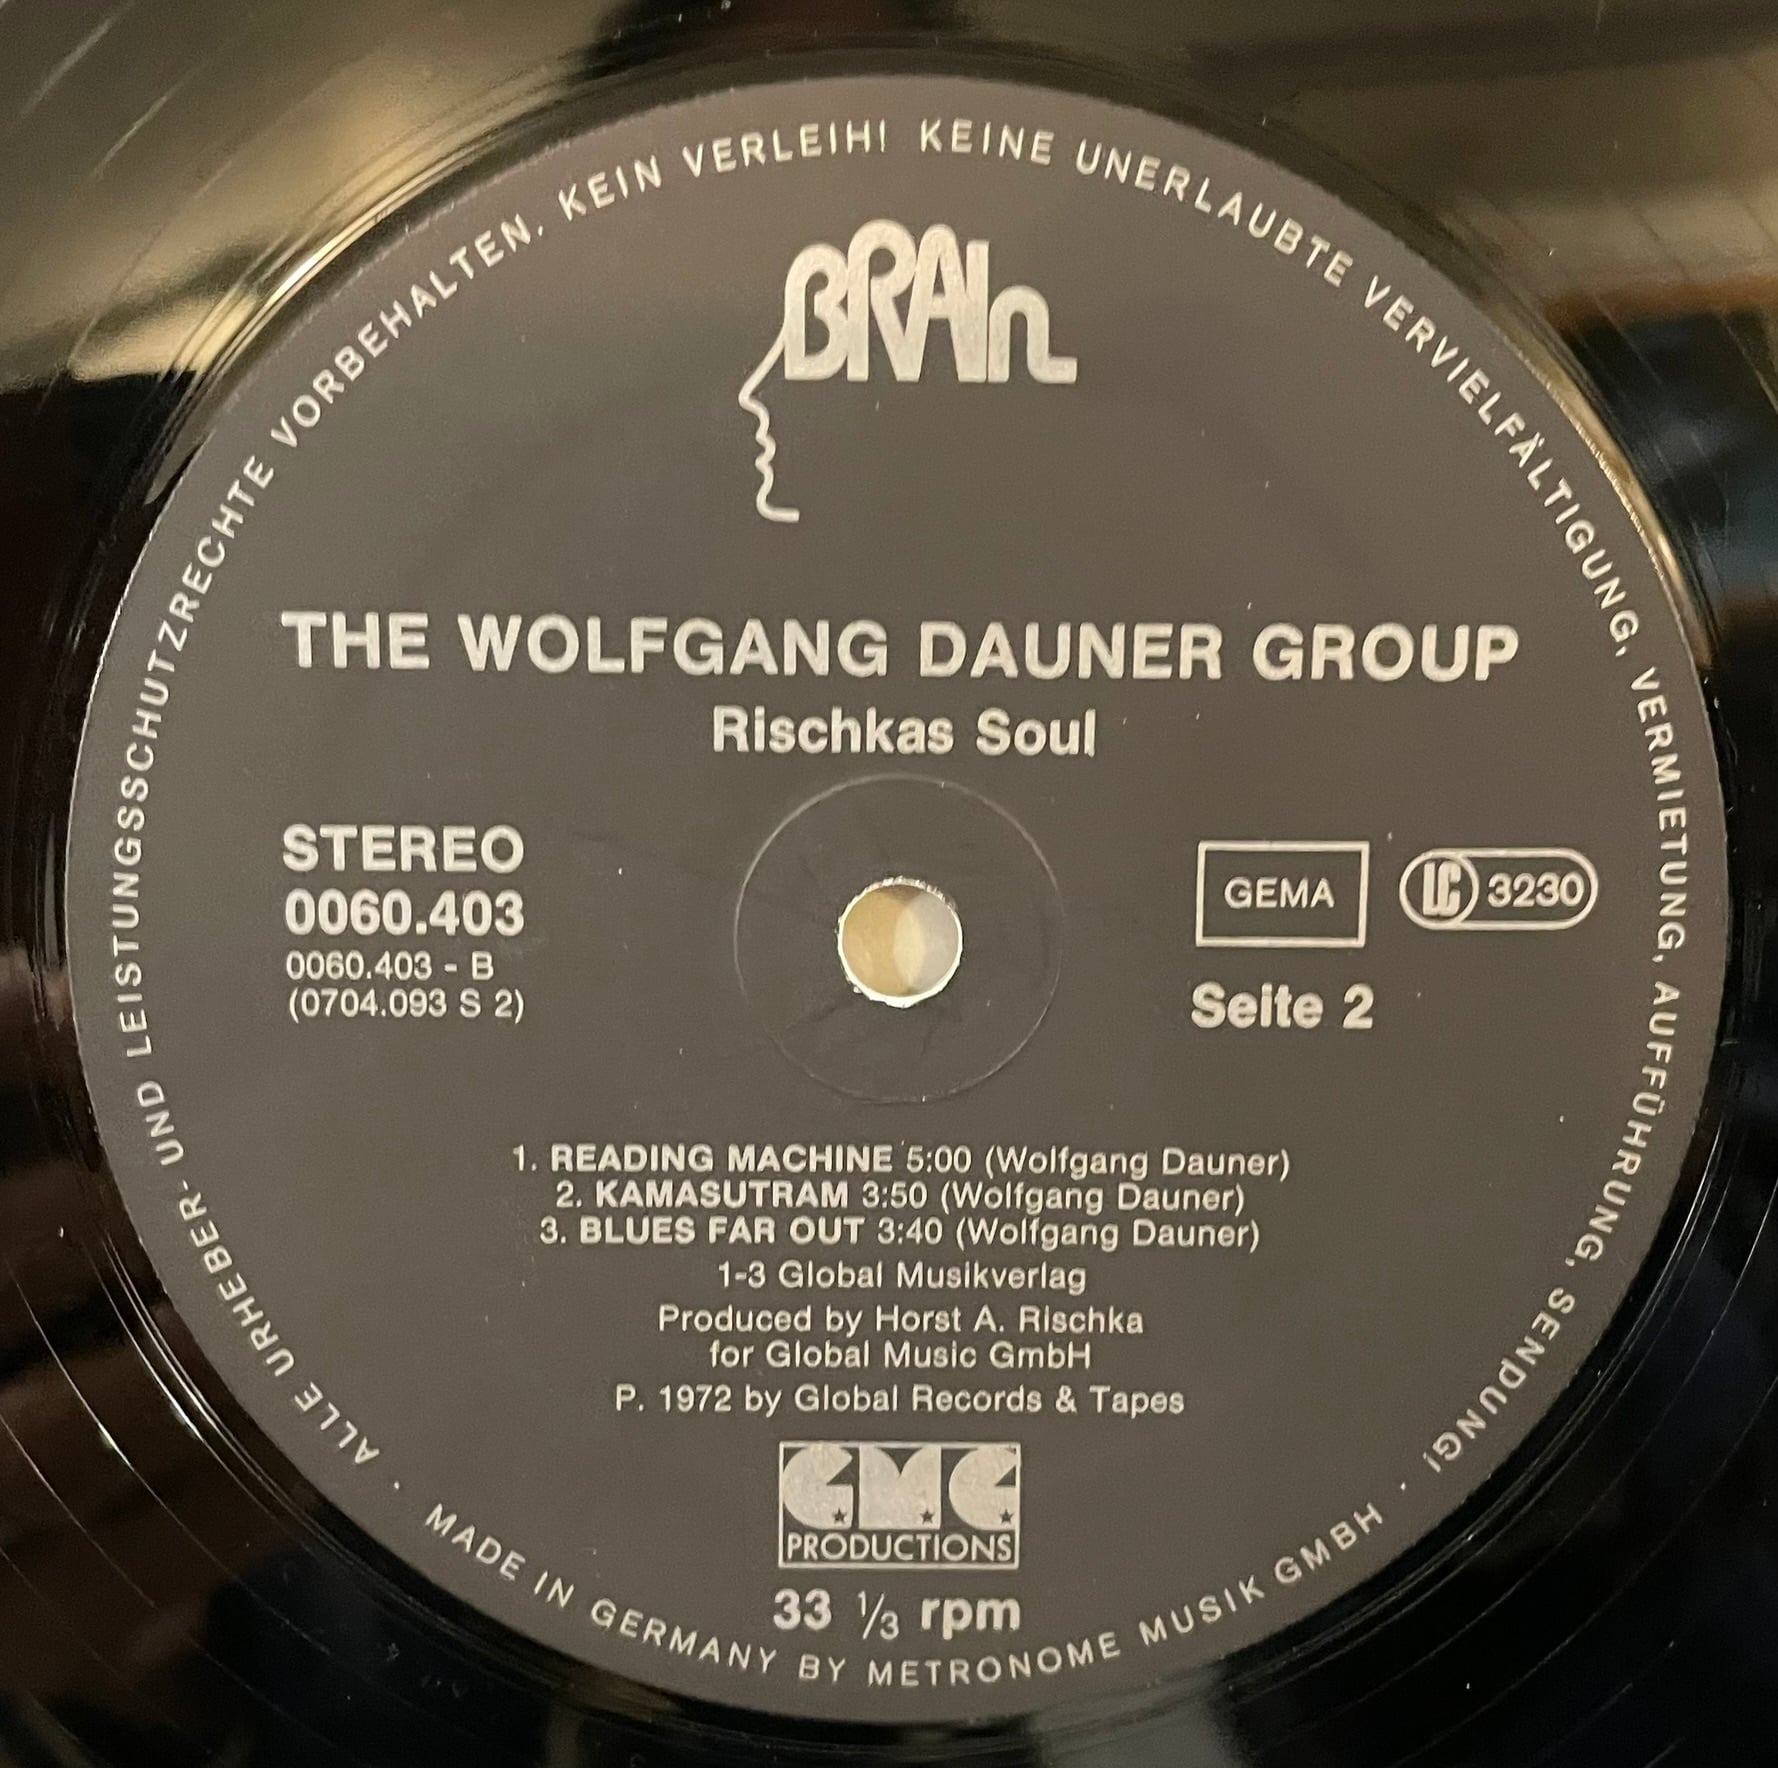 ALLE URHEBER- UND LEISTUNGSSCHUTZRECHTE VORBEHALTEN. KEIN VERLEIH! KEINE UNERLAUBTE VERVIELFÄLTIGUNG, VERMIETUNG, AUFFÜHRUNG, SENDUNG!
BRAIn
THE WOLFGANG DAUNER GROUP
Rischkas Soul
STEREO
0060.403
0060.403 - B
(0704.093 S 2)
GEMA
LC 3230
Seite 2
1. READING MACHINE 5:00 (Wolfgang Dauner)
2. KAMASUTRAM 3:50 (Wolfgang Dauner)
3. BLUES FAR OUT 3:40 (Wolfgang Dauner)
1-3 Global Musikverlag
Produced by Horst A. Rischka
for Global Music GmbH
P. 1972 by Global Records & Tapes
GMG
PRODUCTIONS
33 1/3 rpm
· MADE IN GERMANY BY METRONOME MUSIK GMBH ·